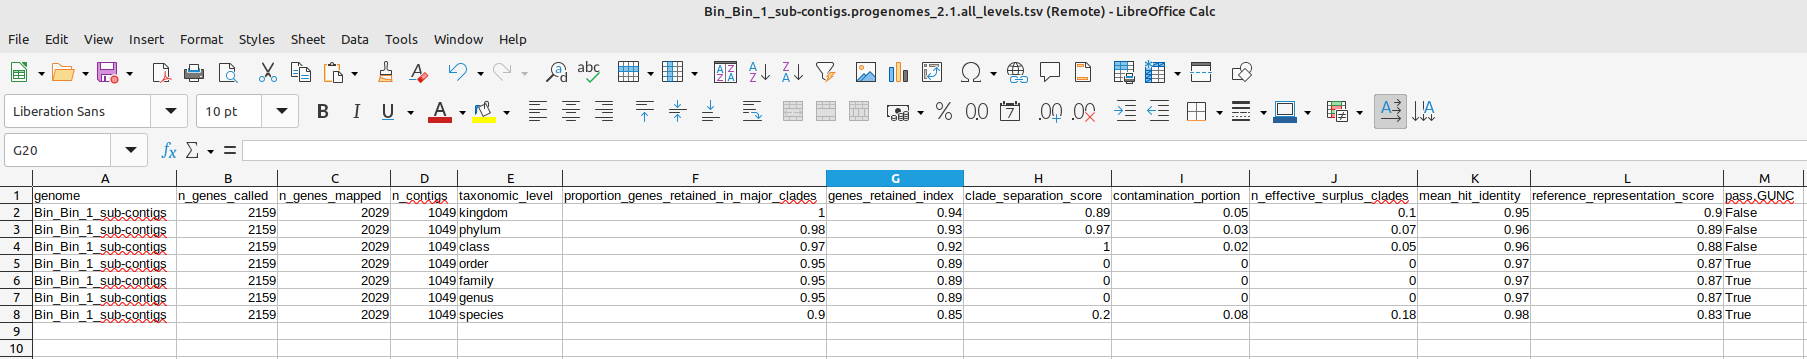 Bin_Bin_1_sub-contigs.progenomes_2.1.all_levels.tsv (Remote) - LibreOffice Calc
File Edit View Insert Format Styles Sheet Data Tools Window Help
Liberation Sans 10 pt
G20
A B C D E F G H I J K L M
1 genome n_genes_called n_genes_mapped n_contigs taxonomic_level proportion_genes_retained_in_major_clades genes_retained_index clade_separation_score contamination_portion n_effective_surplus_clades mean_hit_identity reference_representation_score pass.GUNC
2 Bin_Bin_1_sub-contigs 2159 2029 1049 kingdom 1 0.94 0.89 0.05 0.1 0.95 0.9 False
3 Bin_Bin_1_sub-contigs 2159 2029 1049 phylum 0.98 0.93 0.97 0.03 0.07 0.96 0.89 False
4 Bin_Bin_1_sub-contigs 2159 2029 1049 class 0.97 0.92 1 0.02 0.05 0.96 0.88 False
5 Bin_Bin_1_sub-contigs 2159 2029 1049 order 0.95 0.89 0 0 0 0.97 0.87 True
6 Bin_Bin_1_sub-contigs 2159 2029 1049 family 0.95 0.89 0 0 0 0.97 0.87 True
7 Bin_Bin_1_sub-contigs 2159 2029 1049 genus 0.95 0.89 0 0 0 0.97 0.87 True
8 Bin_Bin_1_sub-contigs 2159 2029 1049 species 0.9 0.85 0.2 0.08 0.18 0.98 0.83 True
9
10